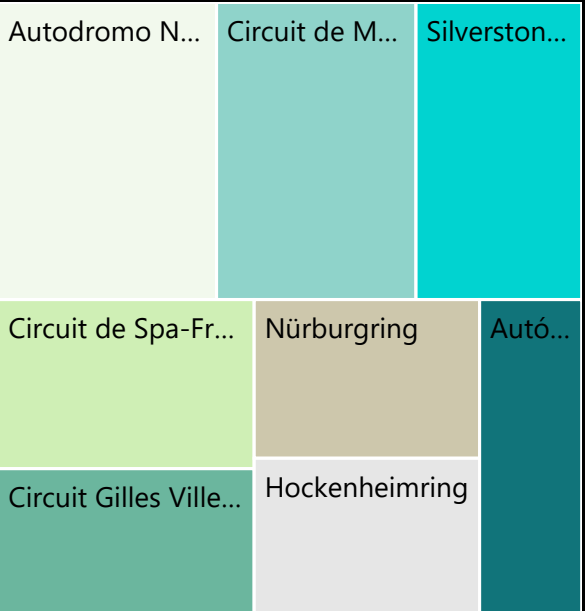 Autodromo N...
Circuit de M...
Silverston...
Circuit de Spa-Fr...
Nürburgring
Autó...
Circuit Gilles Ville...
Hockenheimring